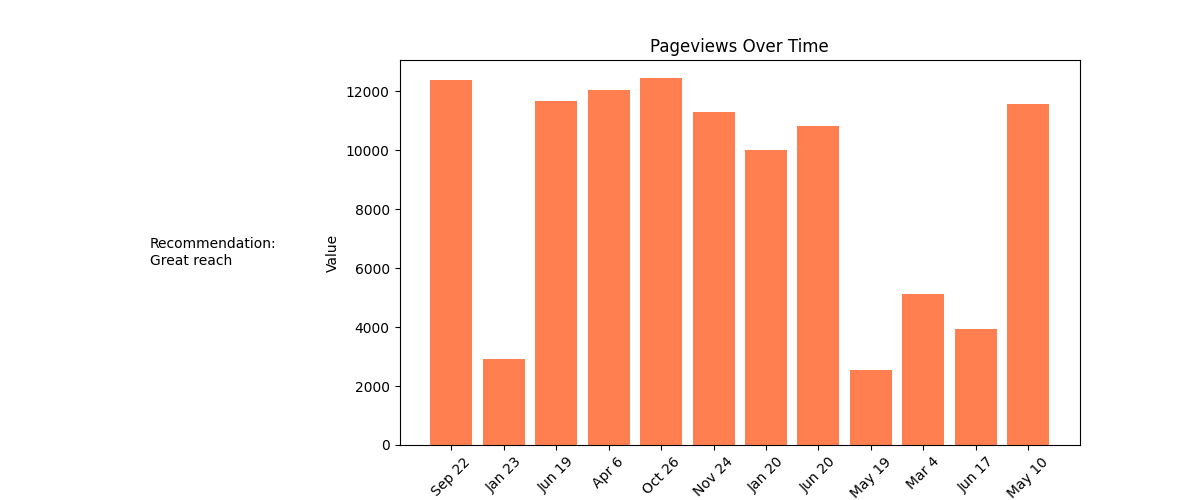 Pageviews Over Time
Recommendation:
Great reach
Value
12000
10000
8000
6000
4000
2000
0
Sep 22
Jan 23
Jun 19
Apr 6
Oct 26
Nov 24
Jan 20
Jun 20
May 19
Mar 4
Jun 17
May 10